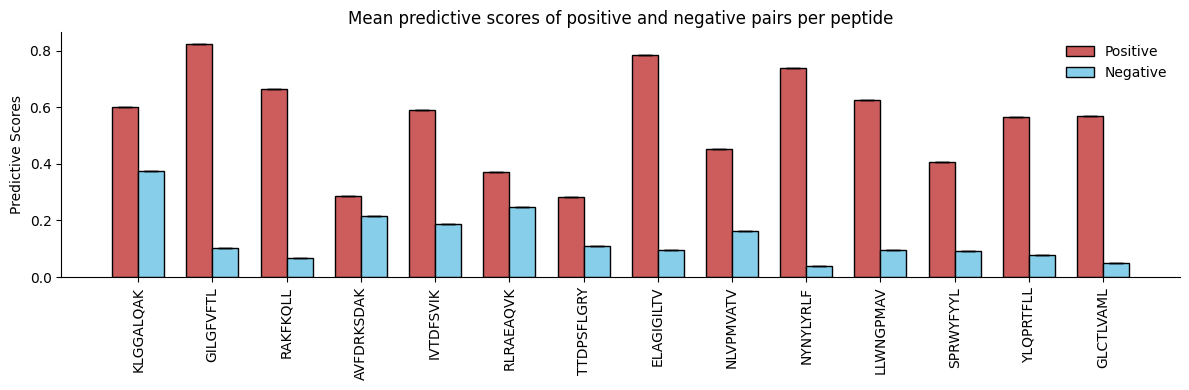 Mean predictive scores of positive and negative pairs per peptide
Positive
Negative
Predictive Scores
0.8
0.6
0.4
0.2
0.0
KLGGALQAK
GILGFVFTL
RAKFKQLL
AVFDRKSDAK
IVTDFSVIK
RLRAEAQVK
TTDPSFLGRY
ELAGIGILTV
NLVPMVATV
NYNYLYRLF
LLWNGPMAV
SPRWYFYYL
YLQPRTFLL
GLCTLVAML